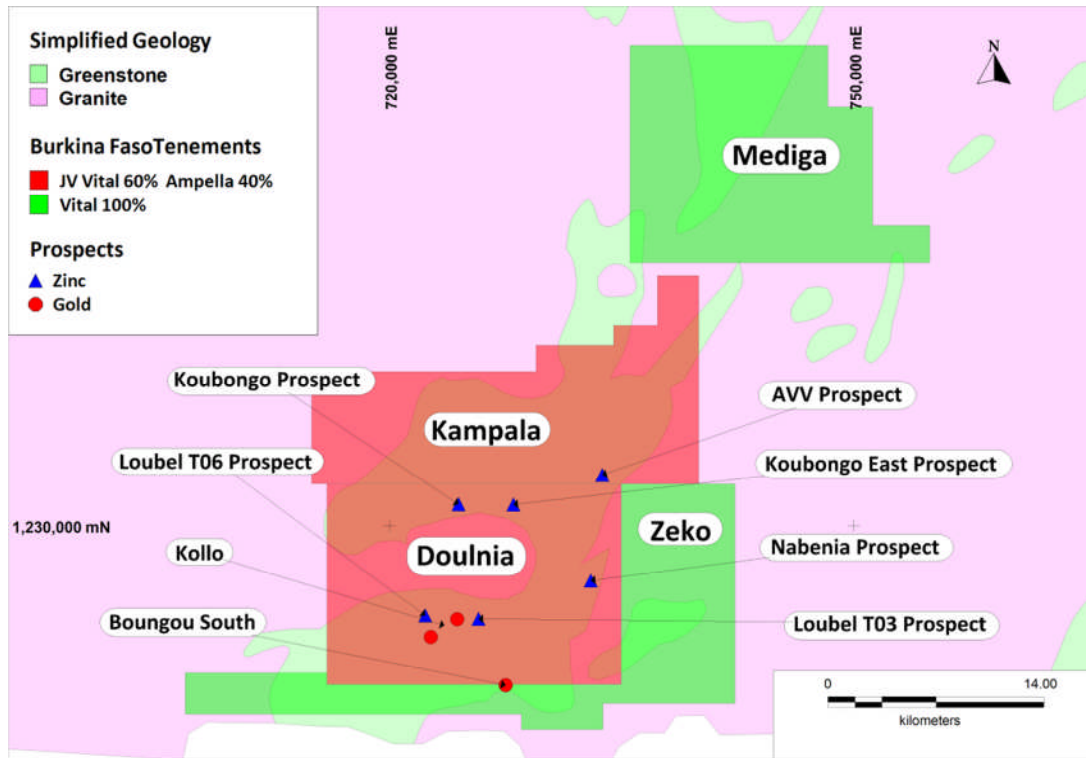 Simplified Geology
Greenstone
Granite
Burkina FasoTenements
JV Vital 60% Ampella 40%
Vital 100%
Prospects
Zinc
Gold
720,000 mE
750,000 mE
N
Mediga
Koubongo Prospect
AVV Prospect
Kampala
Loubel T06 Prospect
Koubongo East Prospect
1,230,000 mN
Zeko
Kollo
Doulnia
Nabenia Prospect
Boungou South
Loubel T03 Prospect
0
14.00
kilometers